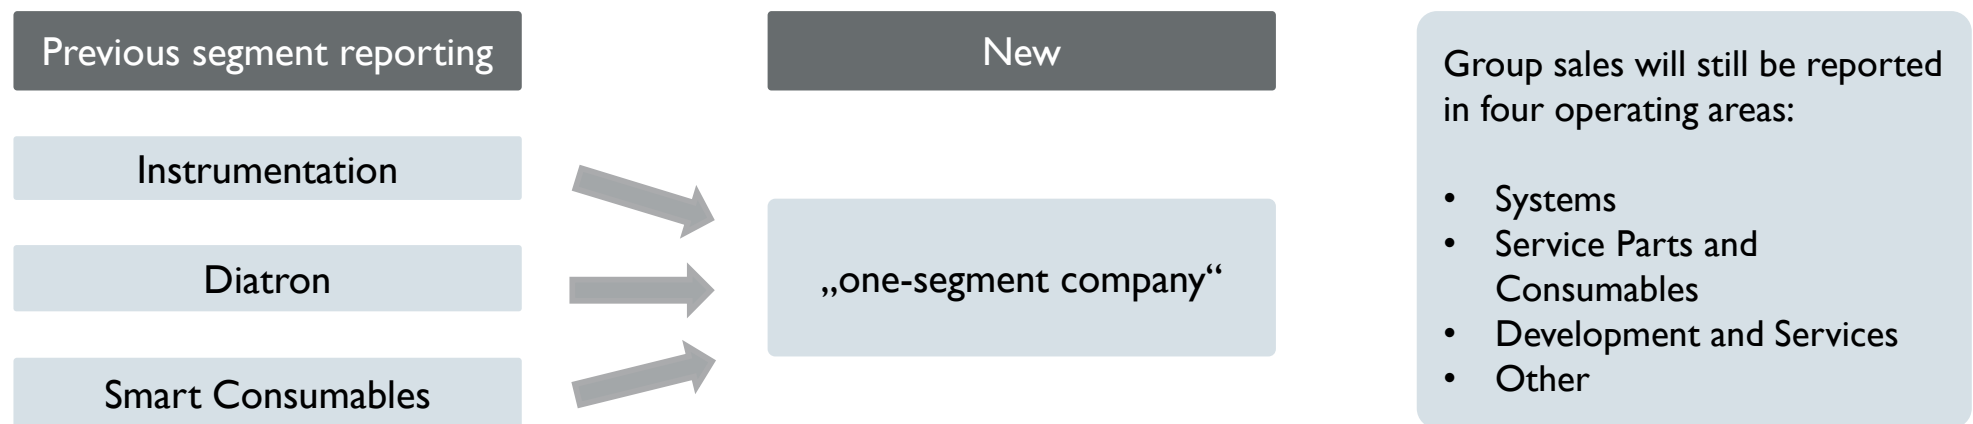 Previous segment reporting
Instrumentation
Diatron
Smart Consumables
New
„one-segment company“
Group sales will still be reported
in four operating areas:
• Systems
• Service Parts and
Consumables
• Development and Services
• Other